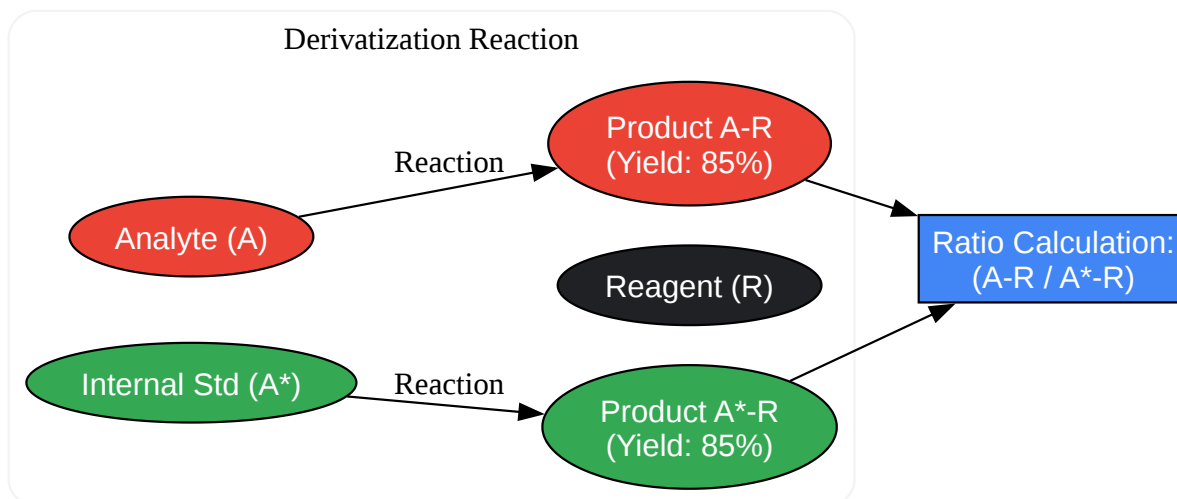 Derivatization Reaction
Product A-R
(Yield: 85%)
Reaction
Analyte (A)
Ratio Calculation:
(A-R / A*-R)
Reagent (R)
Internal Std (A*)
Reaction
Product A*-R
(Yield: 85%)